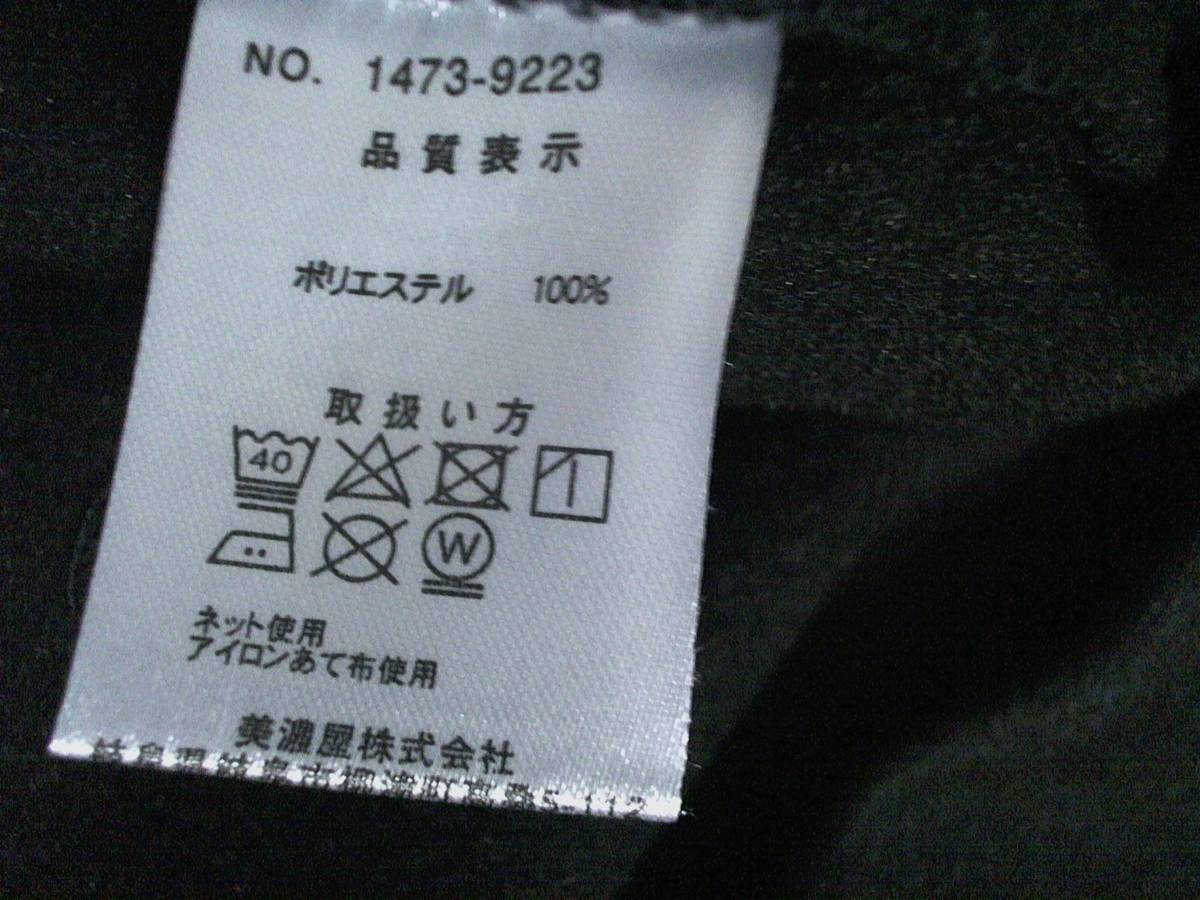 NO. 1473-9223
品質表示
ポリエステル 100%
取扱い方
40
W
ネット使用
アイロンあて布使用
美濃屋株式会社